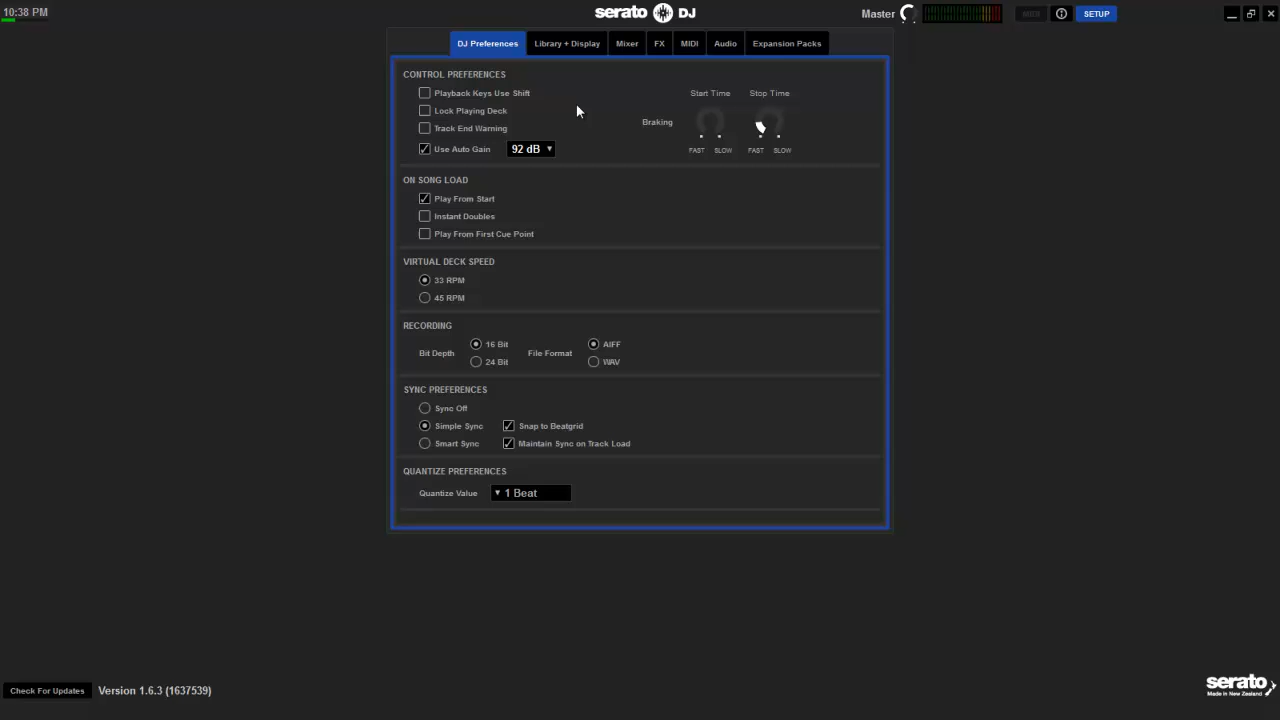 10:38 PM
serato DJ
Master
MIDI
SETUP
DJ Preferences
Library + Display
Mixer
FX
MIDI
Audio
Expansion Packs
CONTROL PREFERENCES
Playback Keys Use Shift
Lock Playing Deck
Track End Warning
Use Auto Gain
92 dB
Start Time
Stop Time
Braking
FAST SLOW
FAST SLOW
ON SONG LOAD
Play From Start
Instant Doubles
Play From First Cue Point
VIRTUAL DECK SPEED
33 RPM
45 RPM
RECORDING
Bit Depth
16 Bit
24 Bit
File Format
AIFF
WAV
SYNC PREFERENCES
Sync Off
Simple Sync
Snap to Beatgrid
Smart Sync
Maintain Sync on Track Load
QUANTIZE PREFERENCES
Quantize Value
1 Beat
Check For Updates
Version 1.6.3 (1637539)
serato
Made in New Zealand